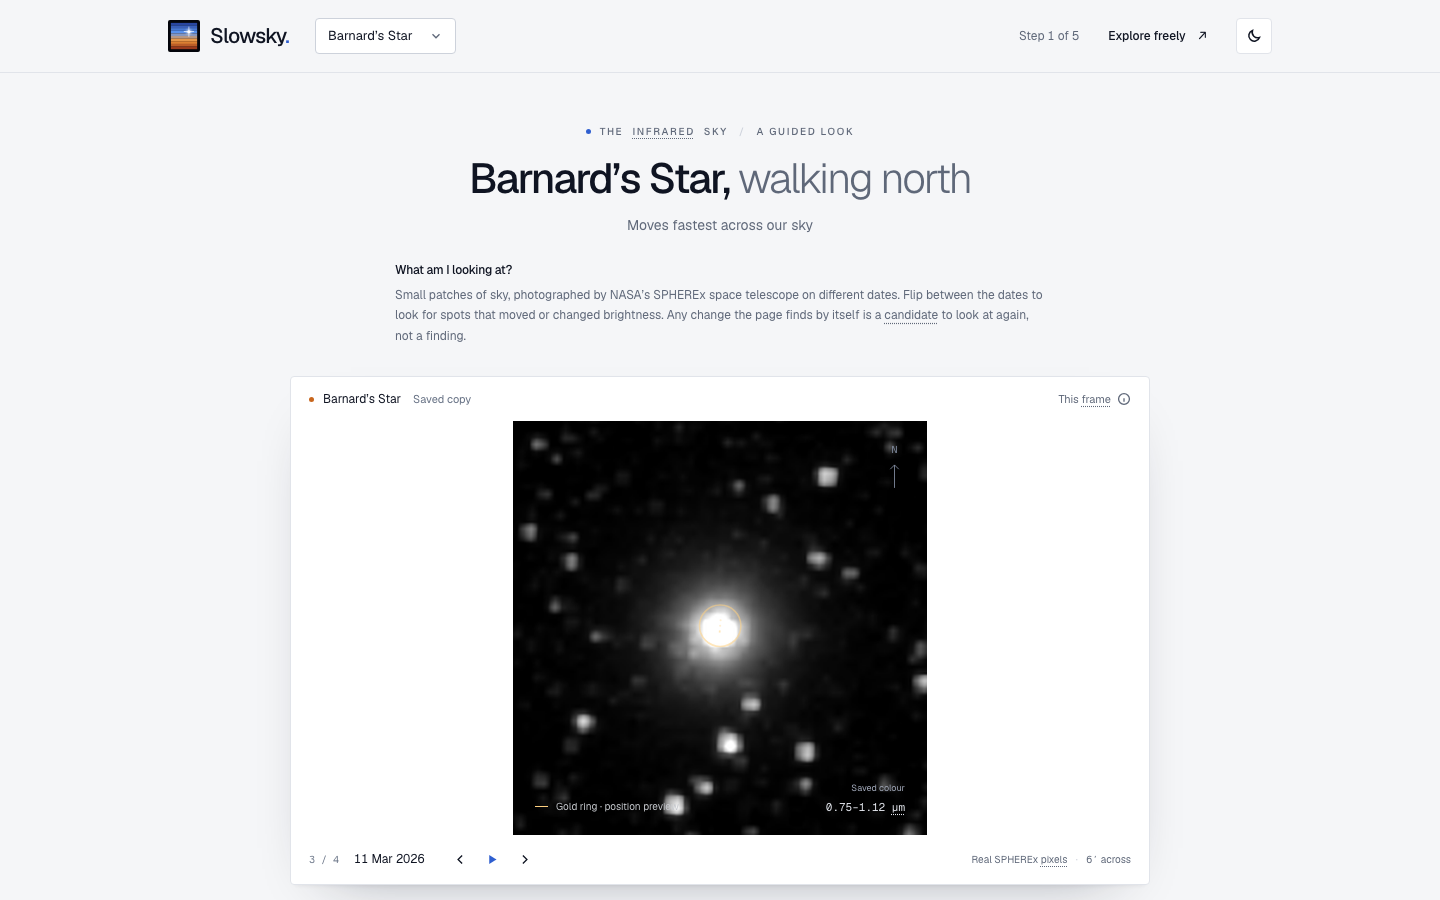 Slowsky.
Barnard's Star
Step 1 of 5
Explore freely
THE INFRARED SKY / A GUIDED LOOK
Barnard’s Star, walking north
Moves fastest across our sky
What am I looking at?
Small patches of sky, photographed by NASA’s SPHEREx space telescope on different dates. Flip between the dates to
look for spots that moved or changed brightness. Any change the page finds by itself is a candidate to look at again,
not a finding.
Barnard's Star Saved copy
This frame
N
Saved colour
Gold ring · position preview
0.75–1.12 µm
3 / 4 11 Mar 2026
Real SPHEREx pixels · 6′ across